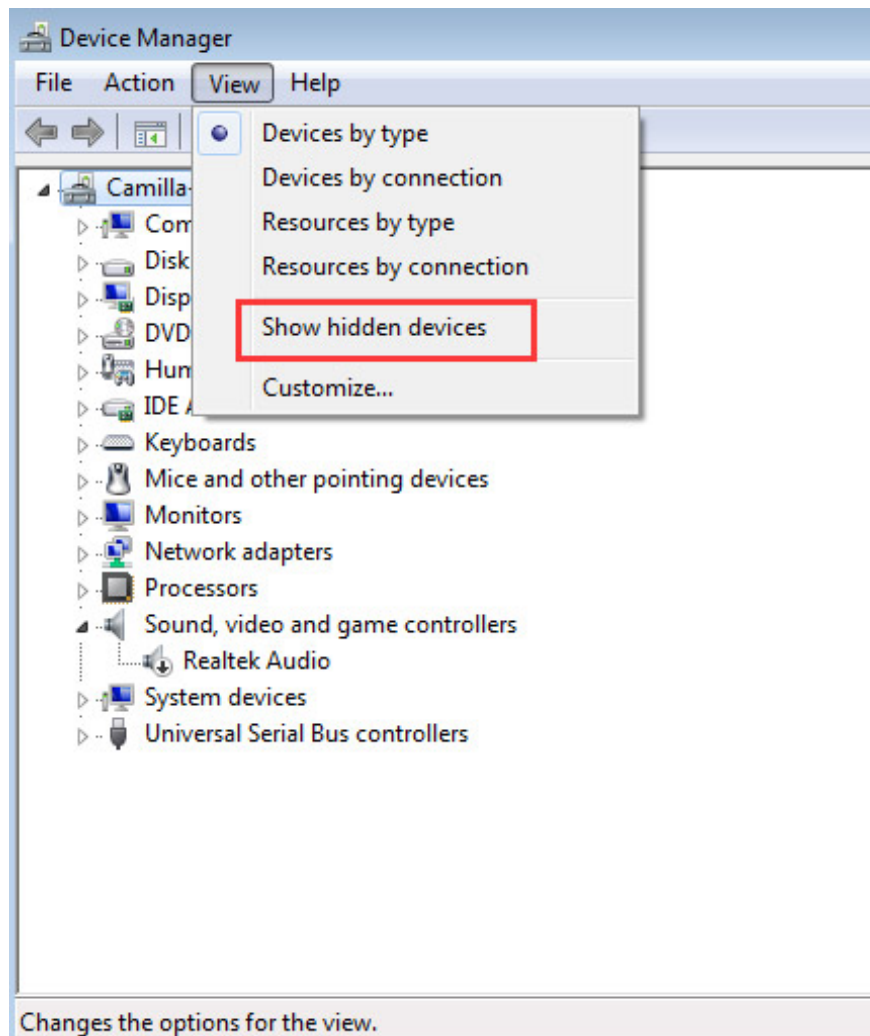 Device Manager
File Action View Help
Devices by type
Devices by connection
Resources by type
Resources by connection
Show hidden devices
Customize...
Camilla-
Com
Disk
Disp
DVD
Hum
IDE
Keyboards
Mice and other pointing devices
Monitors
Network adapters
Processors
Sound, video and game controllers
Realtek Audio
System devices
Universal Serial Bus controllers
Changes the options for the view.